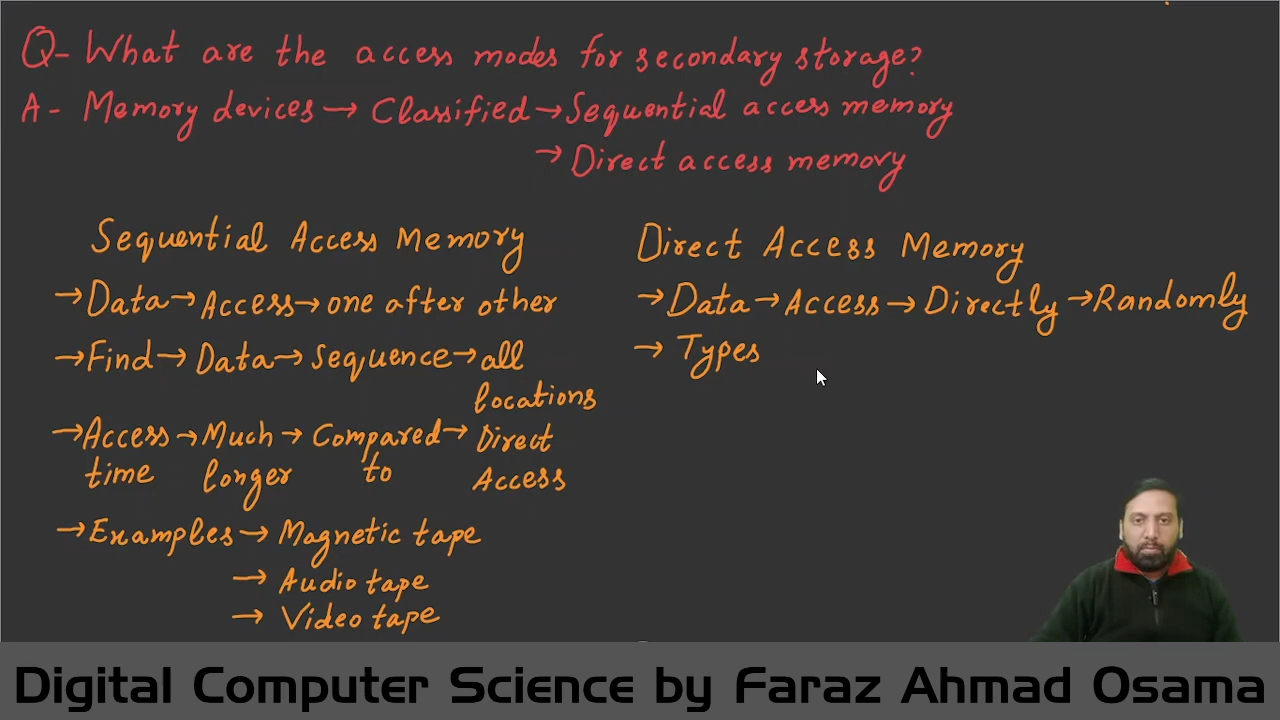 Q- What are the access modes for secondary storage?
A- Memory devices → Classified → Sequential access memory
→ Direct access memory
Sequential Access Memory
→ Data → Access → one after other
→ Find → Data → Sequence → all locations
→ Access time → Much longer → Compared to → Direct Access
→ Examples → Magnetic tape
→ Audio tape
→ Video tape
Direct Access Memory
→ Data → Access → Directly → Randomly
→ Types
Digital Computer Science by Faraz Ahmad Osama